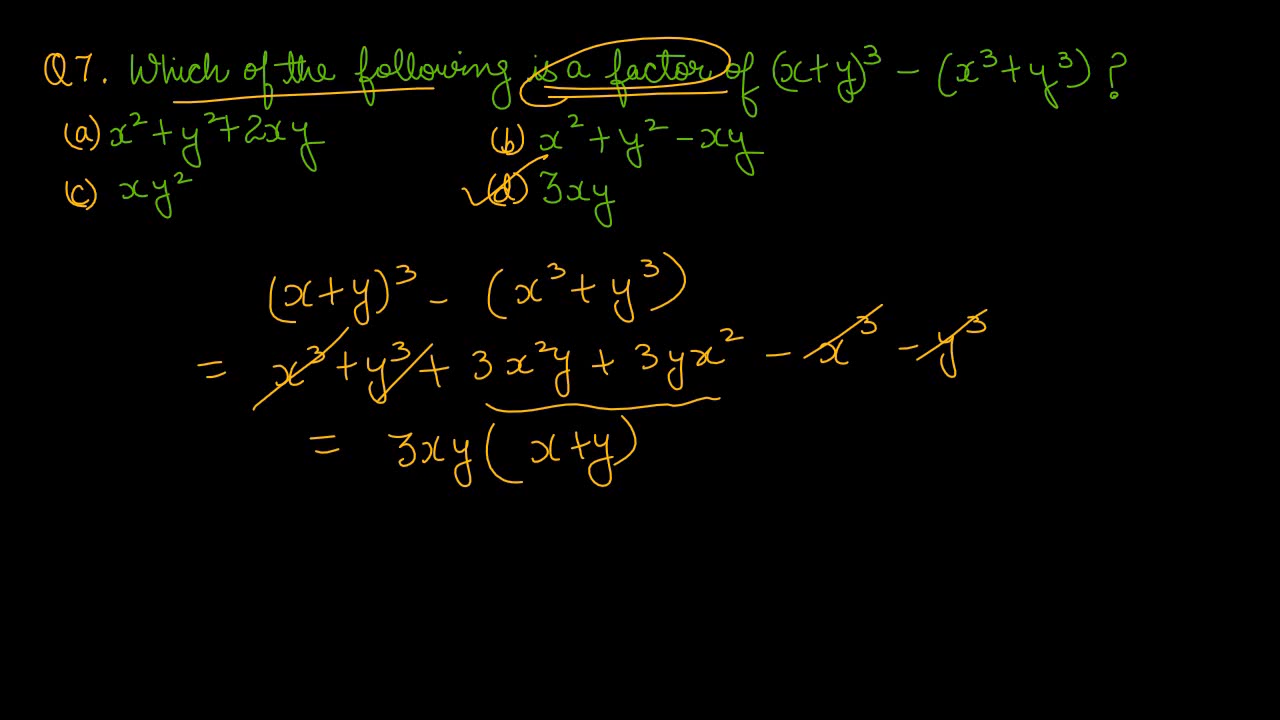 Q7. Which of the following is a factor of (x+y)³ - (x³+y³) ?
(a) x²+y²+2xy (b) x²+y²-xy
(c) xy² (d) 3xy
(x+y)³ - (x³+y³)
= x³+y³+ 3x²y + 3yx² - x³ - y³
= 3xy(x+y)